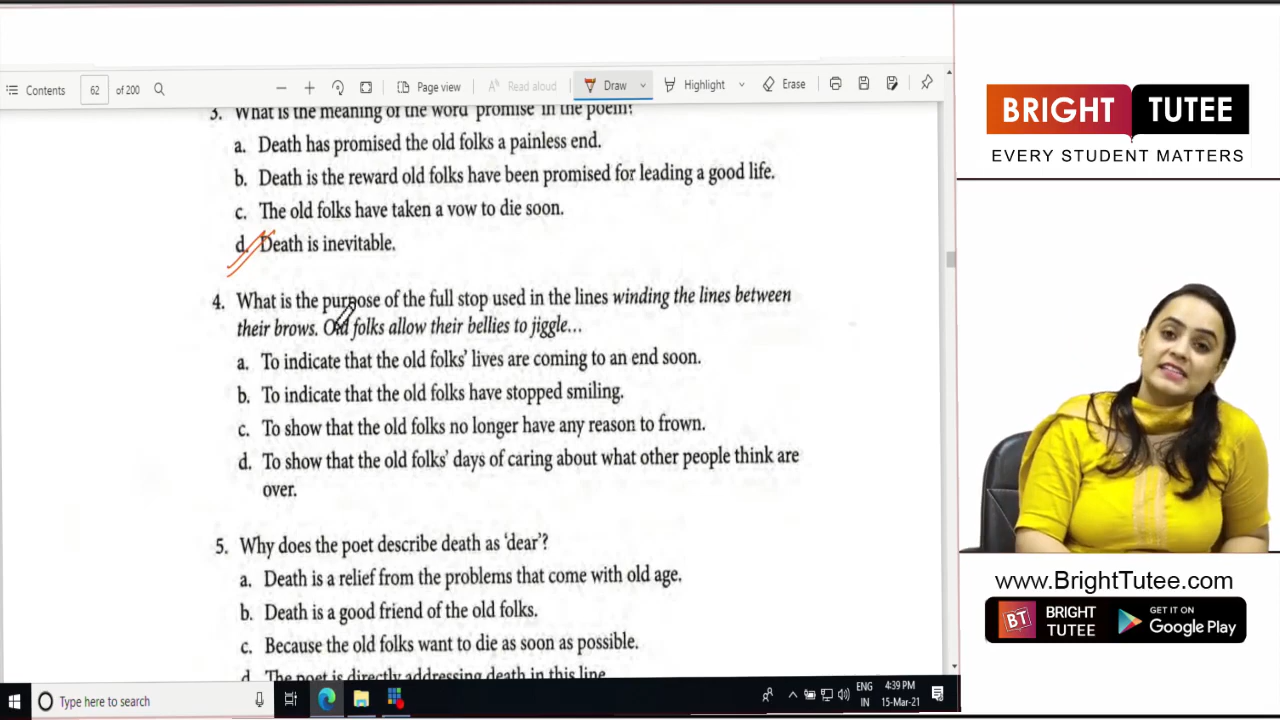 Contents
62
of 200
Page view
Read aloud
Draw
Highlight
Erase
3. What is the meaning of the word 'promise' in the poem?
a. Death has promised the old folks a painless end.
b. Death is the reward old folks have been promised for leading a good life.
c. The old folks have taken a vow to die soon.
d. Death is inevitable.
4. What is the purpose of the full stop used in the lines winding the lines between
their brows. Old folks allow their bellies to jiggle...
a. To indicate that the old folks' lives are coming to an end soon.
b. To indicate that the old folks have stopped smiling.
c. To show that the old folks no longer have any reason to frown.
d. To show that the old folks' days of caring about what other people think are
over.
5. Why does the poet describe death as 'dear'?
a. Death is a relief from the problems that come with old age.
b. Death is a good friend of the old folks.
c. Because the old folks want to die as soon as possible.
d. The poet is directly addressing death in this line.
BRIGHT TUTEE
EVERY STUDENT MATTERS
www.BrightTutee.com
BT
BRIGHT
TUTEE
GET IT ON
Google Play
Type here to search
ENG
IN
4:39 PM
15-Mar-21